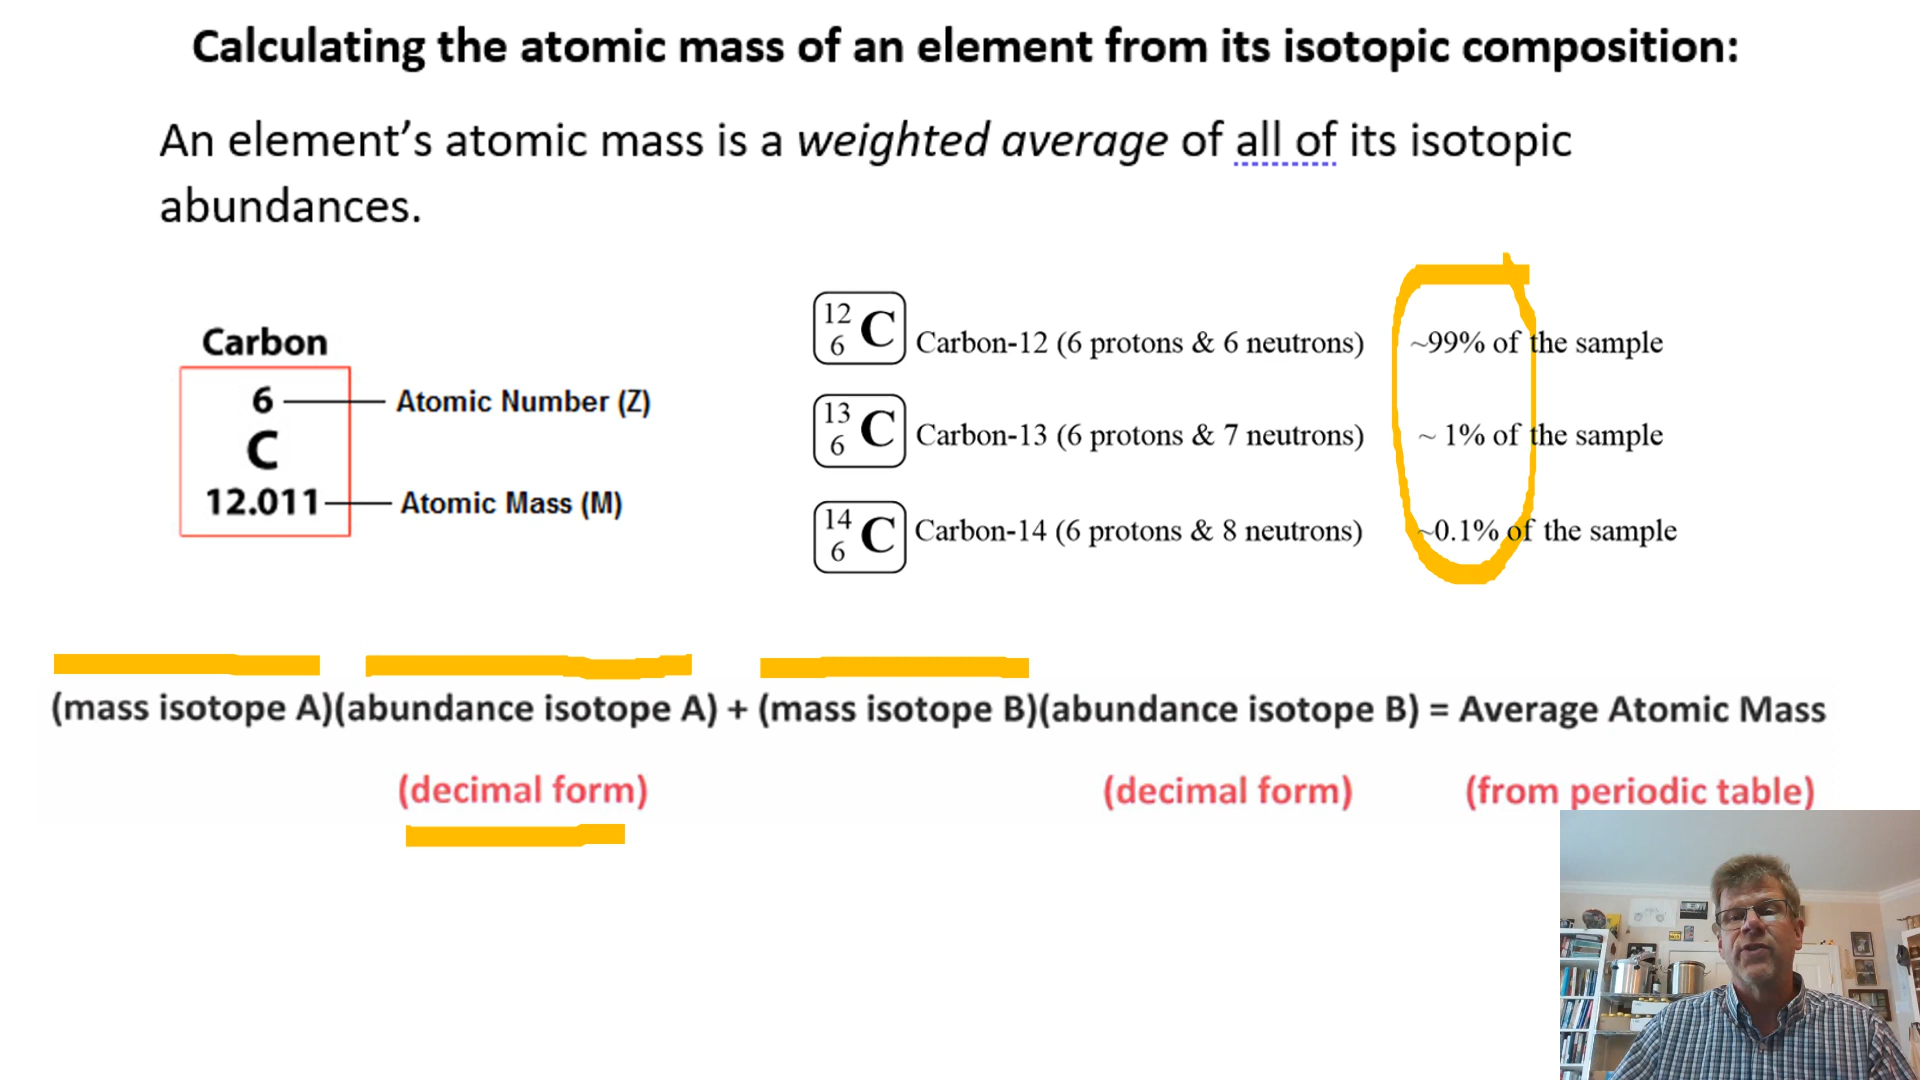 Calculating the atomic mass of an element from its isotopic composition:
An element's atomic mass is a weighted average of all of its isotopic
abundances.
Carbon
6 Atomic Number (Z)
C
12.011 Atomic Mass (M)
12
6 C Carbon-12 (6 protons & 6 neutrons) ~99% of the sample
13
6 C Carbon-13 (6 protons & 7 neutrons) ~ 1% of the sample
14
6 C Carbon-14 (6 protons & 8 neutrons) ~0.1% of the sample
(mass isotope A)(abundance isotope A) + (mass isotope B)(abundance isotope B) = Average Atomic Mass
(decimal form) (decimal form) (from periodic table)